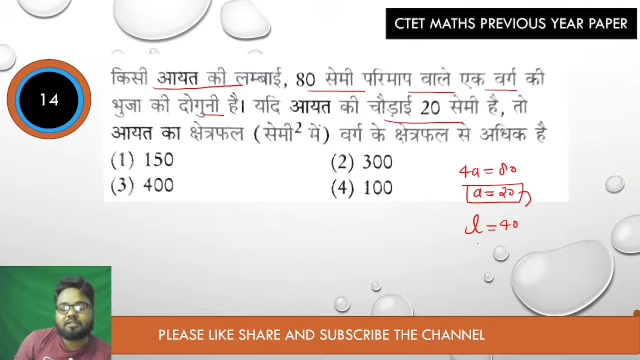 CTET MATHS PREVIOUS YEAR PAPER
14
किसी आयत की लम्बाई, 80 सेमी परिमाप वाले एक वर्ग की
भुजा की दोगुनी है। यदि आयत की चौड़ाई 20 सेमी है, तो
आयत का क्षेत्रफल (सेमी² में) वर्ग के क्षेत्रफल से अधिक है
(1) 150 (2) 300
(3) 400 (4) 100
4a = 80
a = 20
l = 40
PLEASE LIKE SHARE AND SUBSCRIBE THE CHANNEL